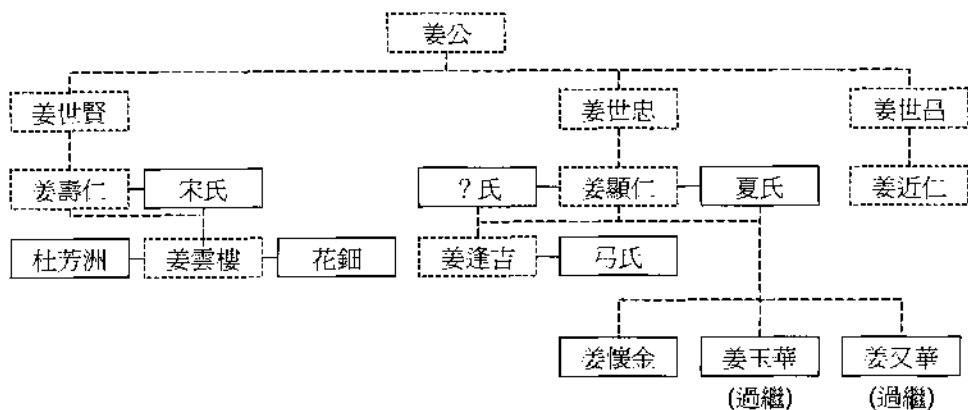 姜公
姜世賢 姜世忠 姜世昌
姜壽仁 宋氏 ?氏 姜顯仁 夏氏 姜近仁
杜芳洲 姜雲樓 花鈿 姜逢吉 弓氏
姜懷金 姜玉華 姜又華
(過繼) (過繼)